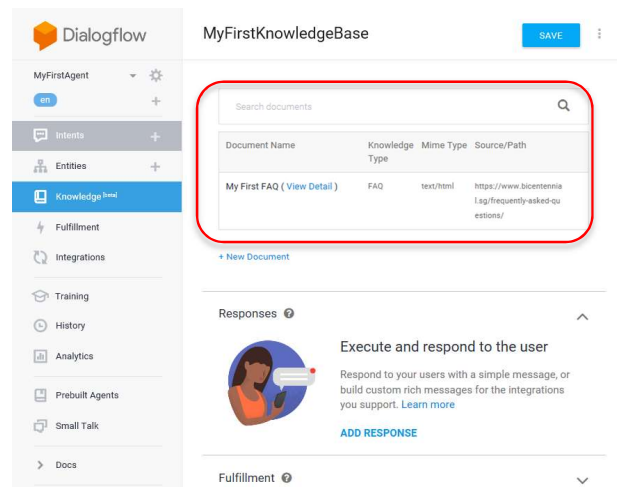 Dialogflow
MyFirstKnowledgeBase
SAVE
MyFirstAgent
en
Intents
Entities
Knowledge [beta]
Fulfillment
Integrations
Training
History
Analytics
Prebuilt Agents
Small Talk
Docs
Search documents
Document Name
Knowledge
Type
Mime Type
Source/Path
My First FAQ ( View Detail )
FAQ
text/html
https://www.bicentennia
l.sg/frequently-asked-qu
estions/
+ New Document
Responses
Execute and respond to the user
Respond to your users with a simple message, or
build custom rich messages for the integrations
you support. Learn more
ADD RESPONSE
Fulfillment